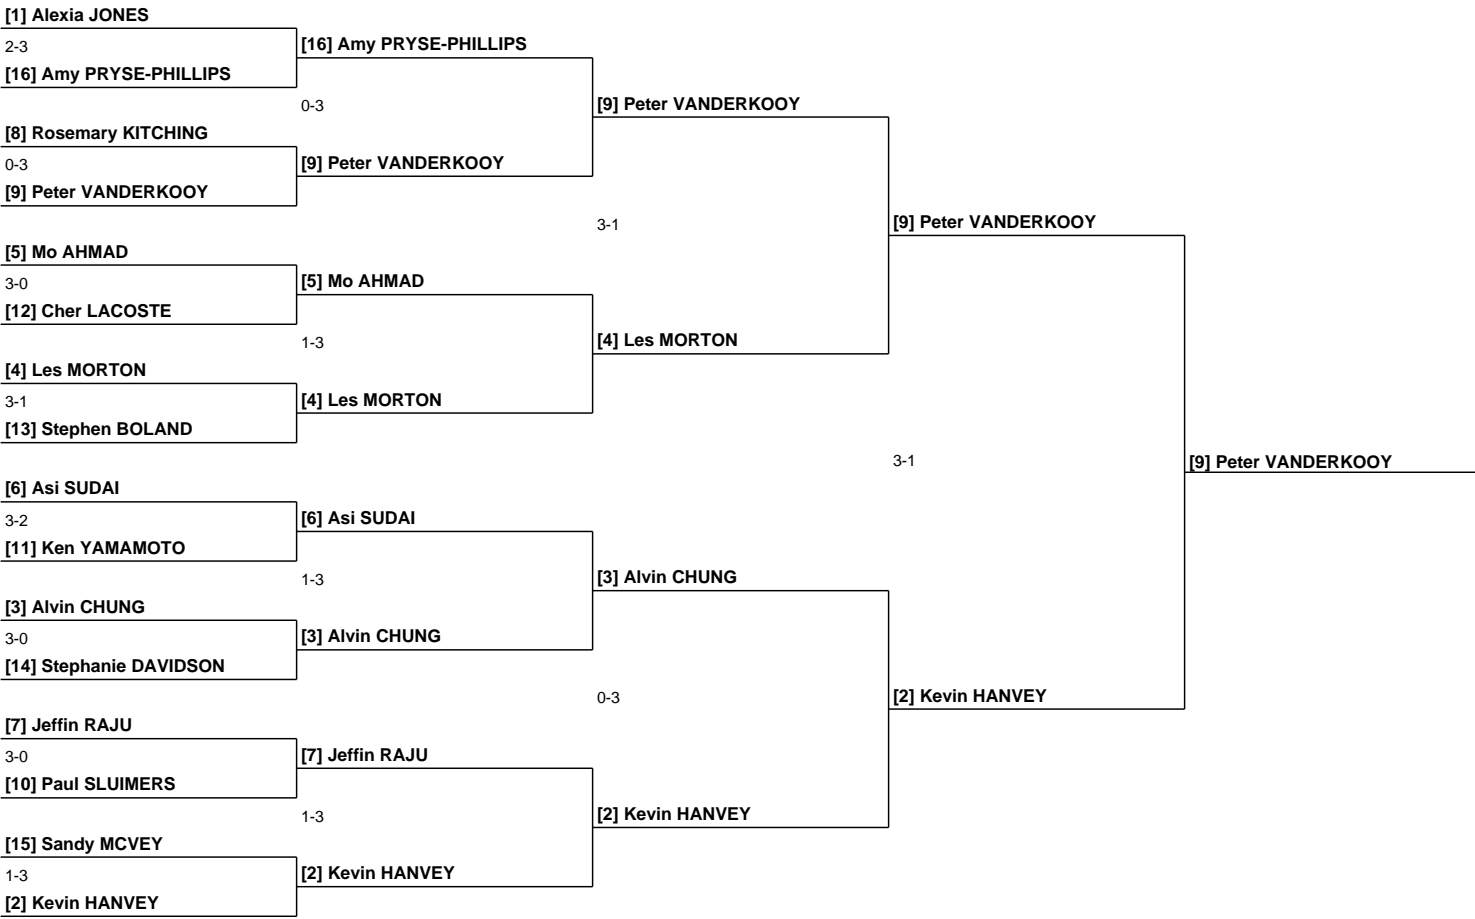 [1] Alexia JONES
2-3
[16] Amy PRYSE-PHILLIPS
[16] Amy PRYSE-PHILLIPS
0-3
[9] Peter VANDERKOOY
[8] Rosemary KITCHING
0-3
[9] Peter VANDERKOOY
[9] Peter VANDERKOOY
3-1
[9] Peter VANDERKOOY
[5] Mo AHMAD
3-0
[5] Mo AHMAD
[12] Cher LACOSTE
1-3
[4] Les MORTON
[4] Les MORTON
3-1
[4] Les MORTON
[13] Stephen BOLAND
3-1
[9] Peter VANDERKOOY
[6] Asi SUDAI
3-2
[6] Asi SUDAI
[11] Ken YAMAMOTO
1-3
[3] Alvin CHUNG
[3] Alvin CHUNG
3-0
[3] Alvin CHUNG
[14] Stephanie DAVIDSON
0-3
[2] Kevin HANVEY
[7] Jeffin RAJU
3-0
[7] Jeffin RAJU
[10] Paul SLUIMERS
1-3
[2] Kevin HANVEY
[15] Sandy MCVEY
1-3
[2] Kevin HANVEY
[2] Kevin HANVEY